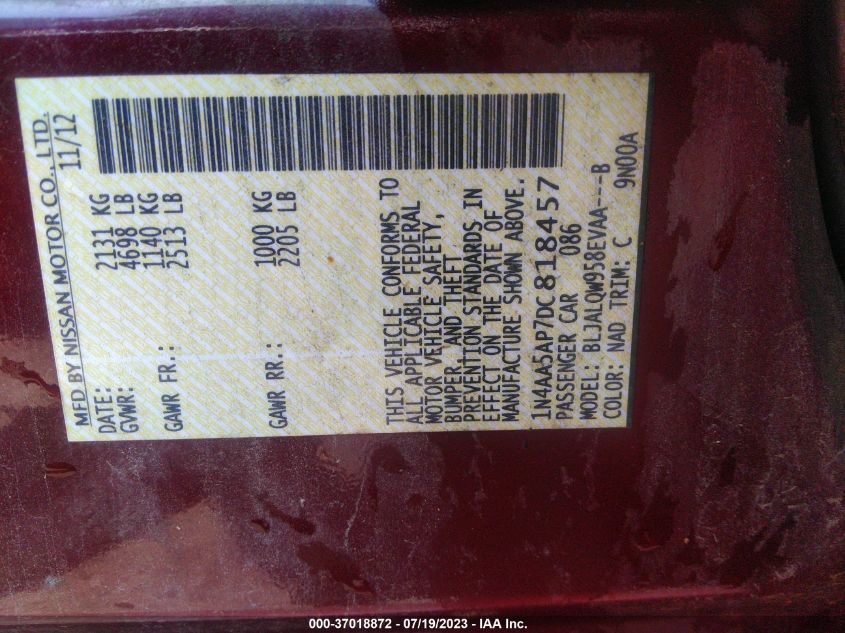 MFD BY NISSAN MOTOR CO., LTD.
DATE: 11/12
GVWR: 2131 KG
4698 LB
GAWR FR.: 1140 KG
2513 LB
GAWR RR.: 1000 KG
2205 LB
THIS VEHICLE CONFORMS TO
ALL APPLICABLE FEDERAL
MOTOR VEHICLE SAFETY,
BUMPER, AND THEFT
PREVENTION STANDARDS IN
EFFECT ON THE DATE OF
MANUFACTURE SHOWN ABOVE.
1N4AA5AP7DC818457
PASSENGER CAR 086
MODEL: BLJALQW958EVAA---B
COLOR: NAD TRIM: C 9N00A
000-37018872 - 07/19/2023 - IAA Inc.